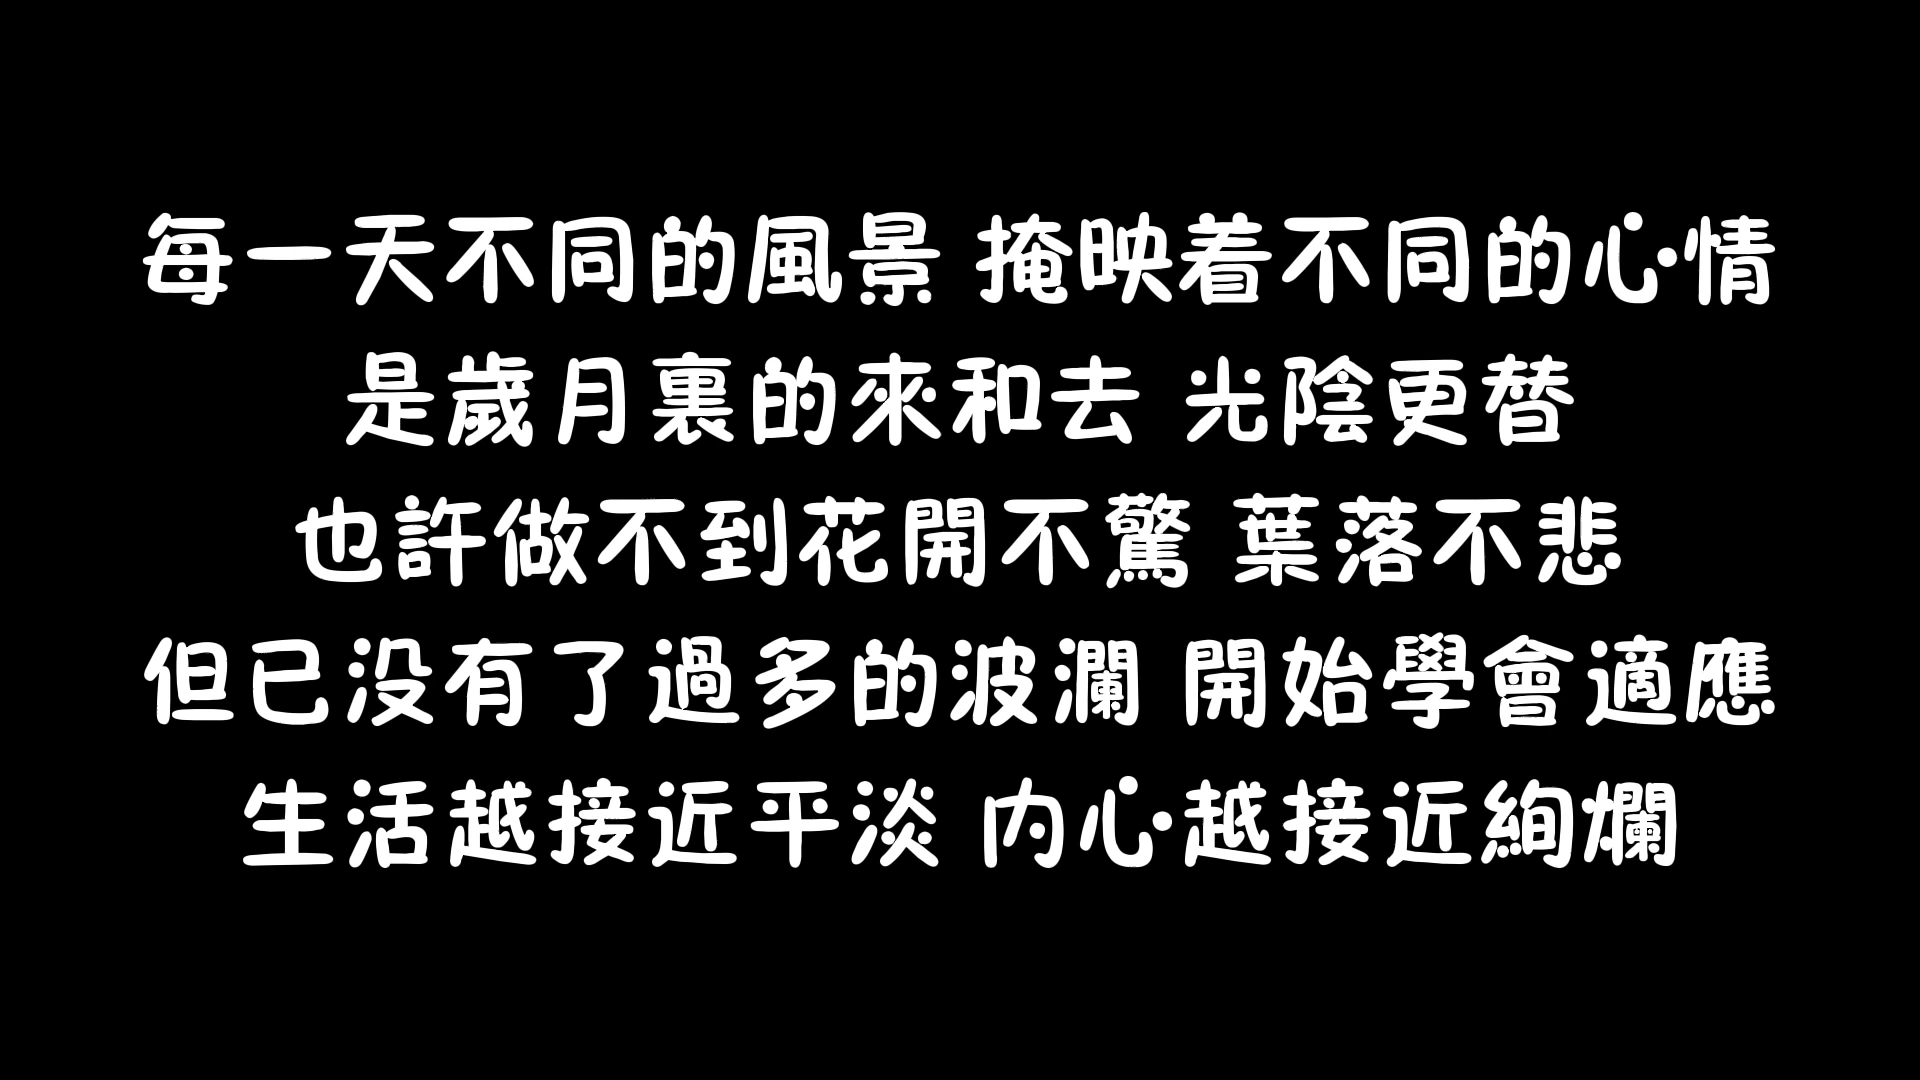 每一天不同的風景 掩映着不同的心情
是歲月裏的來和去 光陰更替
也許做不到花開不驚 葉落不悲
但已没有了過多的波瀾 開始學會適應
生活越接近平淡 内心越接近絢爛